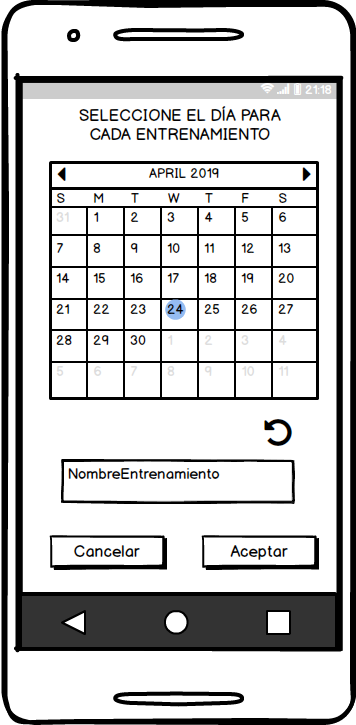 21:18
SELECCIONE EL DÍA PARA
CADA ENTRENAMIENTO
APRIL 2019
S M T W T F S
31 1 2 3 4 5 6
7 8 9 10 11 12 13
14 15 16 17 18 19 20
21 22 23 24 25 26 27
28 29 30 1 2 3 4
5 6 7 8 9 10 11
NombreEntrenamiento
Cancelar Aceptar